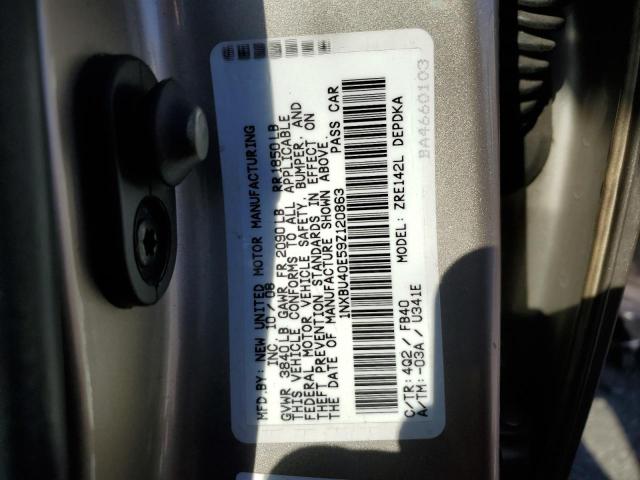 MFD.BY: NEW UNITED MOTOR MANUFACTURING
INC. 10 / 08
GVWR 3840LB GAWR FR 2090LB RR 1850LB
THIS VEHICLE CONFORMS TO ALL APPLICABLE
FEDERAL MOTOR VEHICLE SAFETY, BUMPER, AND
THEFT PREVENTION STANDARDS IN EFFECT ON
THE DATE OF MANUFACTURE SHOWN ABOVE.
1NXBU40E59Z120863 PASS CAR
C/TR: 4Q2 / FB40 MODEL: ZRE142L DEPDKA
A/TM: -03A / U341E
BA4660103